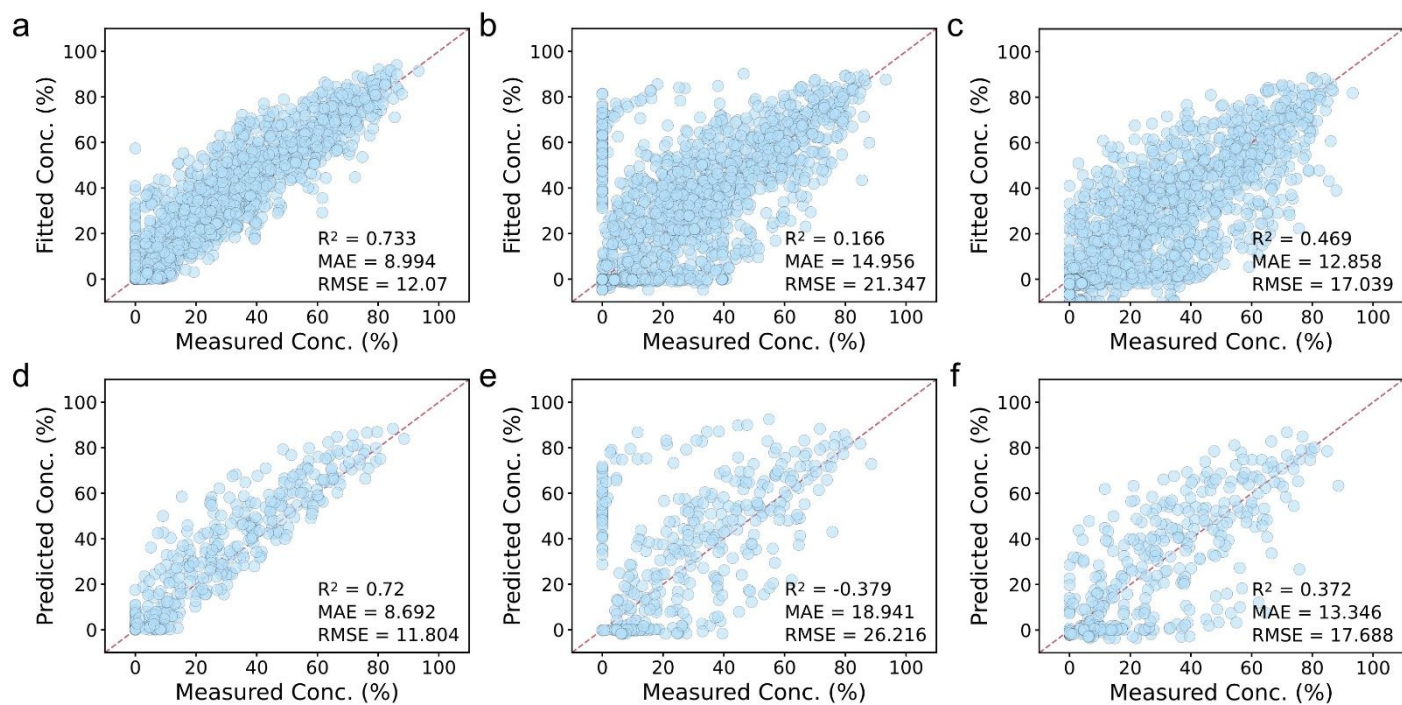 a
100
80
60
40
20
0
Fitted Conc. (%)
0 20 40 60 80 100
Measured Conc. (%)
R² = 0.733
MAE = 8.994
RMSE = 12.07
b
100
80
60
40
20
0
Fitted Conc. (%)
0 20 40 60 80 100
Measured Conc. (%)
R² = 0.166
MAE = 14.956
RMSE = 21.347
c
100
80
60
40
20
0
Fitted Conc. (%)
0 20 40 60 80 100
Measured Conc. (%)
R² = 0.469
MAE = 12.858
RMSE = 17.039
d
100
80
60
40
20
0
Predicted Conc. (%)
0 20 40 60 80 100
Measured Conc. (%)
R² = 0.72
MAE = 8.692
RMSE = 11.804
e
100
80
60
40
20
0
Predicted Conc. (%)
0 20 40 60 80 100
Measured Conc. (%)
R² = -0.379
MAE = 18.941
RMSE = 26.216
f
100
80
60
40
20
0
Predicted Conc. (%)
0 20 40 60 80 100
Measured Conc. (%)
R² = 0.372
MAE = 13.346
RMSE = 17.688